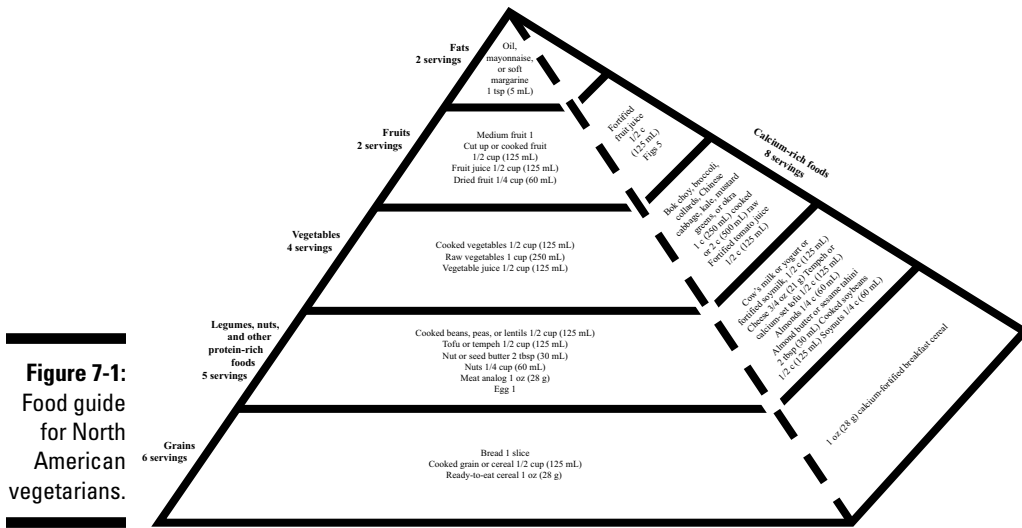 Fats
2 servings
Oil,
mayonnaise,
or soft
margarine
1 tsp (5 mL)
Fruits
2 servings
Medium fruit 1
Cut up or cooked fruit
1/2 cup (125 mL)
Fruit juice 1/2 cup (125 mL)
Dried fruit 1/4 cup (60 mL)
Vegetables
4 servings
Cooked vegetables 1/2 cup (125 mL)
Raw vegetables 1 cup (250 mL)
Vegetable juice 1/2 cup (125 mL)
Legumes, nuts,
and other
protein-rich
foods
5 servings
Cooked beans, peas, or lentils 1/2 cup (125 mL)
Tofu or tempeh 1/2 cup (125 mL)
Nut or seed butter 2 tbsp (30 mL)
Nuts 1/4 cup (60 mL)
Meat analog 1 oz (28 g)
Egg 1
Grains
6 servings
Bread 1 slice
Cooked grain or cereal 1/2 cup (125 mL)
Ready-to-eat cereal 1 oz (28 g)
Calcium-rich foods
8 servings
Fortified
fruit juice
1/2 c
(125 mL)
Figs 5
Bok choy, broccoli,
collards, Chinese
cabbage, kale, mustard
greens, or okra
1 c (250 mL) cooked
or 2 c (500 mL) raw
Fortified tomato juice
1/2 c (125 mL)
Cow's milk or yogurt or
fortified soymilk 1/2 c (125 mL)
Cheese 3/4 oz (21 g) Tempeh or
calcium-set tofu 1/2 c (125 mL)
Almonds 1/4 c (60 mL)
Almond butter or sesame tahini
2 tbsp (30 mL) Cooked soybeans
1/2 c (125 mL) Soynuts 1/4 c (60 mL)
1 oz (28 g) calcium-fortified breakfast cereal
Figure 7-1:
Food guide
for North
American
vegetarians.